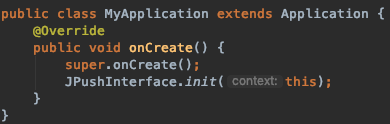 public class MyApplication extends Application {
    @Override
    public void onCreate() {
        super.onCreate();
        JPushInterface.init( context: this);
    }
}